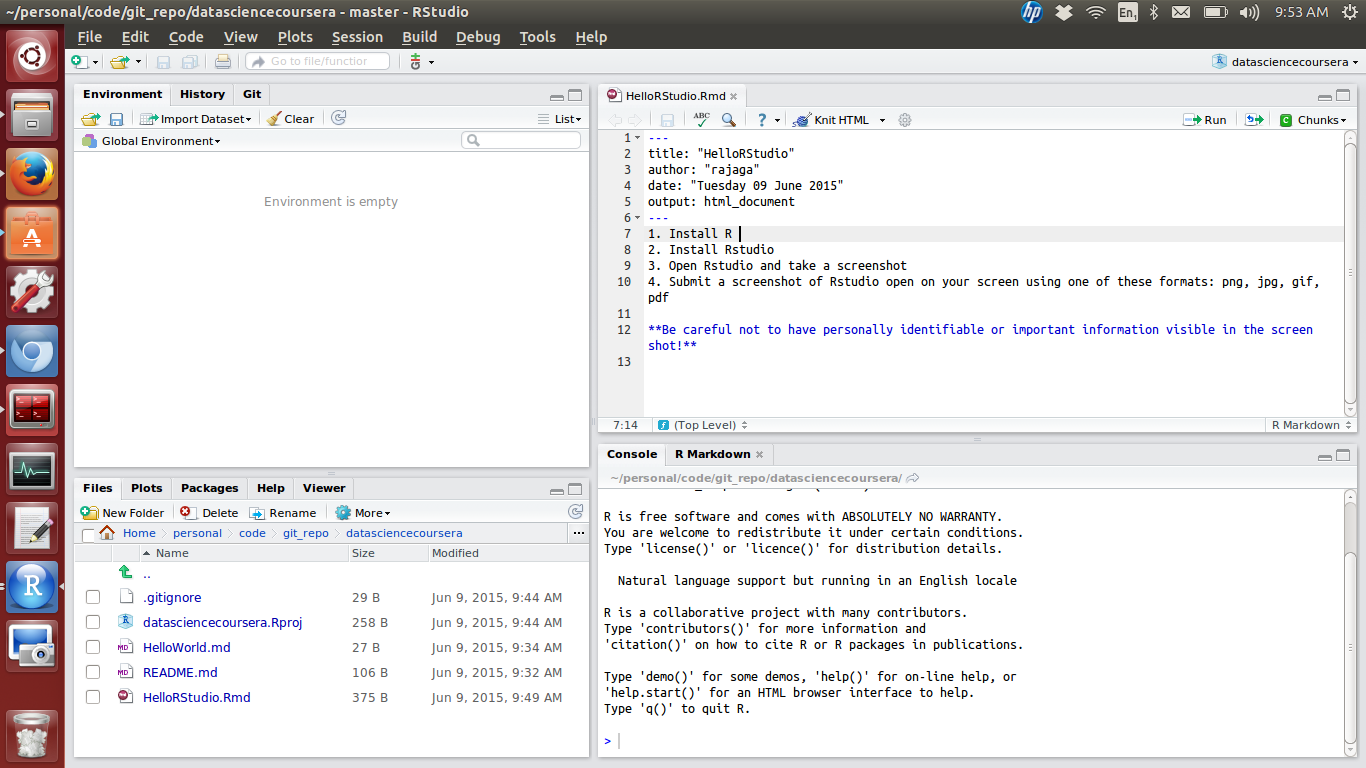 ~/personal/code/git_repo/datasciencecoursera - master - RStudio
En1
9:53 AM
File Edit Code View Plots Session Build Debug Tools Help
Go to file/function
datasciencecoursera
Environment History Git
Import Dataset Clear List
Global Environment
Environment is empty
HelloRStudio.Rmd
ABC ? Knit HTML Run Chunks
1 ---
2 title: "HelloRStudio"
3 author: "rajaga"
4 date: "Tuesday 09 June 2015"
5 output: html_document
6 ---
7 1. Install R
8 2. Install Rstudio
9 3. Open Rstudio and take a screenshot
10 4. Submit a screenshot of Rstudio open on your screen using one of these formats: png, jpg, gif,
pdf
11
12 **Be careful not to have personally identifiable or important information visible in the screen
shot!**
13
7:14 (Top Level) R Markdown
Files Plots Packages Help Viewer
New Folder Delete Rename More
Home personal code git_repo datasciencecoursera ...
Name Size Modified
..
.gitignore 29 B Jun 9, 2015, 9:44 AM
datasciencecoursera.Rproj 258 B Jun 9, 2015, 9:44 AM
HelloWorld.md 27 B Jun 9, 2015, 9:34 AM
README.md 106 B Jun 9, 2015, 9:32 AM
HelloRStudio.Rmd 375 B Jun 9, 2015, 9:49 AM
Console R Markdown
~/personal/code/git_repo/datasciencecoursera/
R is free software and comes with ABSOLUTELY NO WARRANTY.
You are welcome to redistribute it under certain conditions.
Type 'license()' or 'licence()' for distribution details.
Natural language support but running in an English locale
R is a collaborative project with many contributors.
Type 'contributors()' for more information and
'citation()' on how to cite R or R packages in publications.
Type 'demo()' for some demos, 'help()' for on-line help, or
'help.start()' for an HTML browser interface to help.
Type 'q()' to quit R.
>